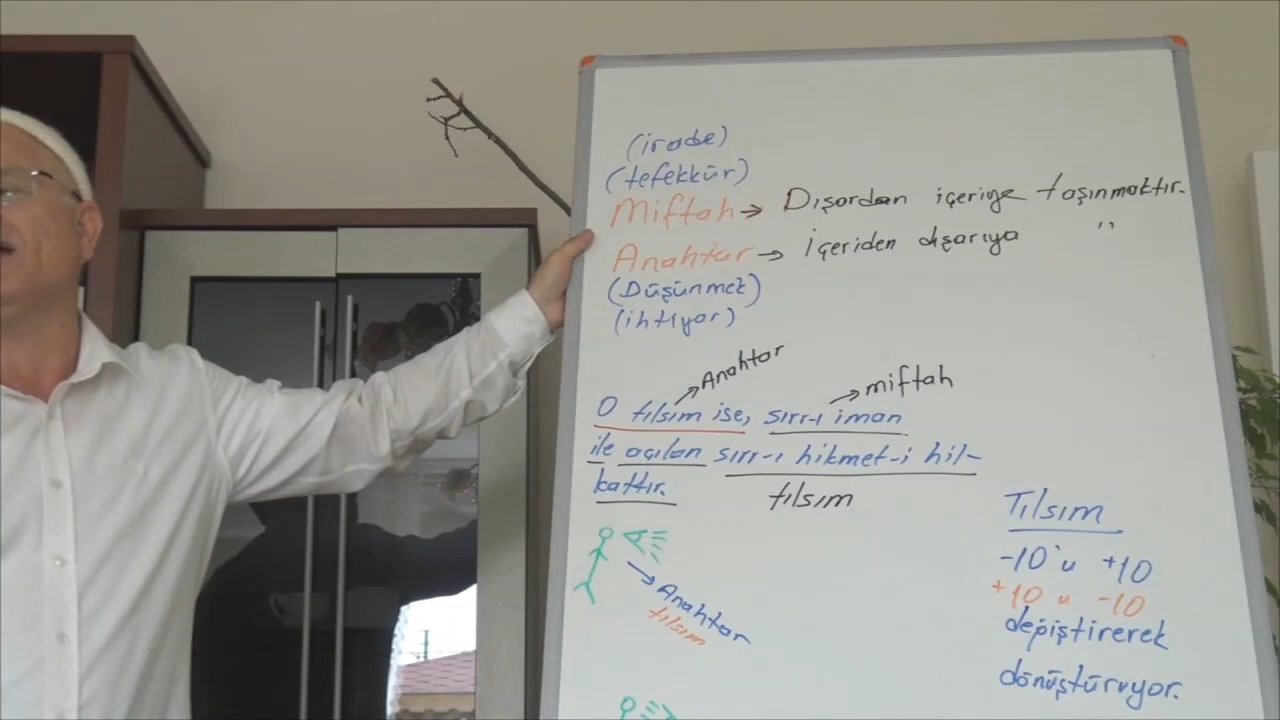 (irade)
(tefekkür)
Miftah → Dışardan içeriye taşınmaktır.
Anahtar → İçeriden dışarıya "
(Düşünmek)
(ihtiyar)
Anahtar
miftah
O tılsım ise, sırr-ı iman
ile açılan sırr-ı hikmet-i hil-
kattır.
tılsım
Anahtar
tılsım
Tılsım
-10'u +10
+10 u -10
değiştirerek
dönüştürüyor.